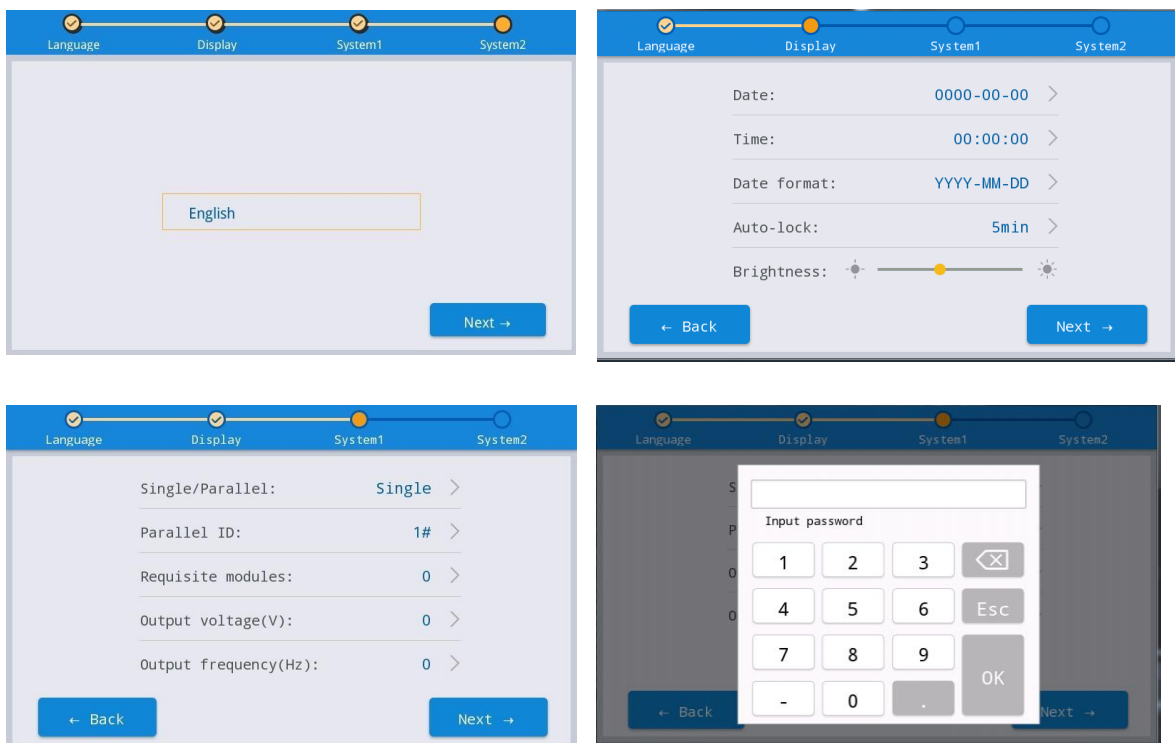 Language Display System1 System2
English
Next →
Language Display System1 System2
Date: 0000-00-00
Time: 00:00:00
Date format: YYYY-MM-DD
Auto-lock: 5min
Brightness:
← Back Next →
Language Display System1 System2
Single/Parallel: Single
Parallel ID: 1#
Requisite modules: 0
Output voltage(V): 0
Output frequency(Hz): 0
← Back Next →
Language Display System1 System2
S
P
Input password
O
O
1 2 3
4 5 6 Esc
7 8 9
OK
- 0 .
← Back Next →